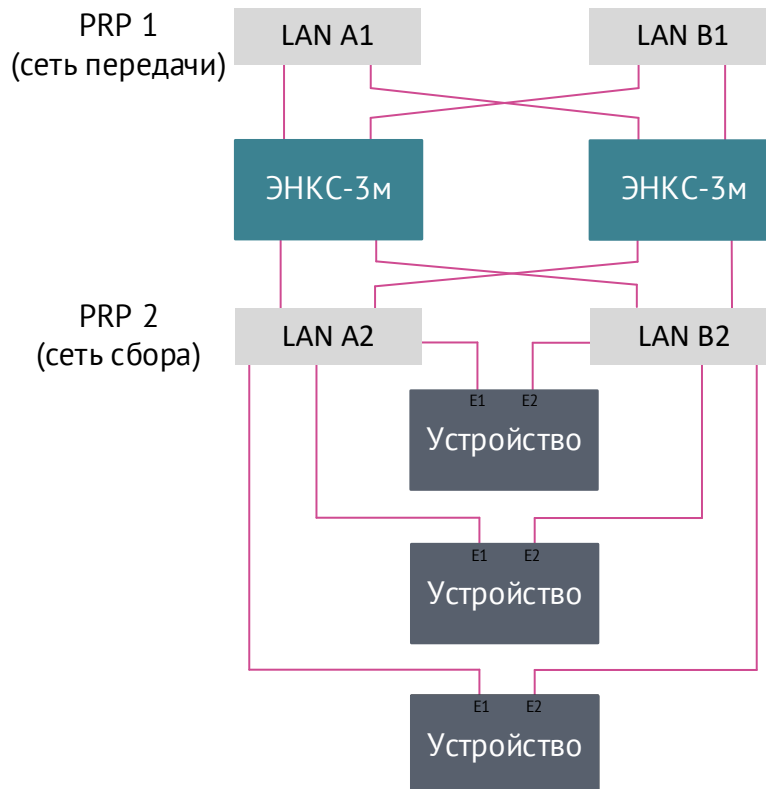 PRP 1
(сеть передачи)
LAN A1
LAN B1
ЭНКС-3м
ЭНКС-3м
PRP 2
(сеть сбора)
LAN A2
LAN B2
E1 E2
Устройство
E1 E2
Устройство
E1 E2
Устройство